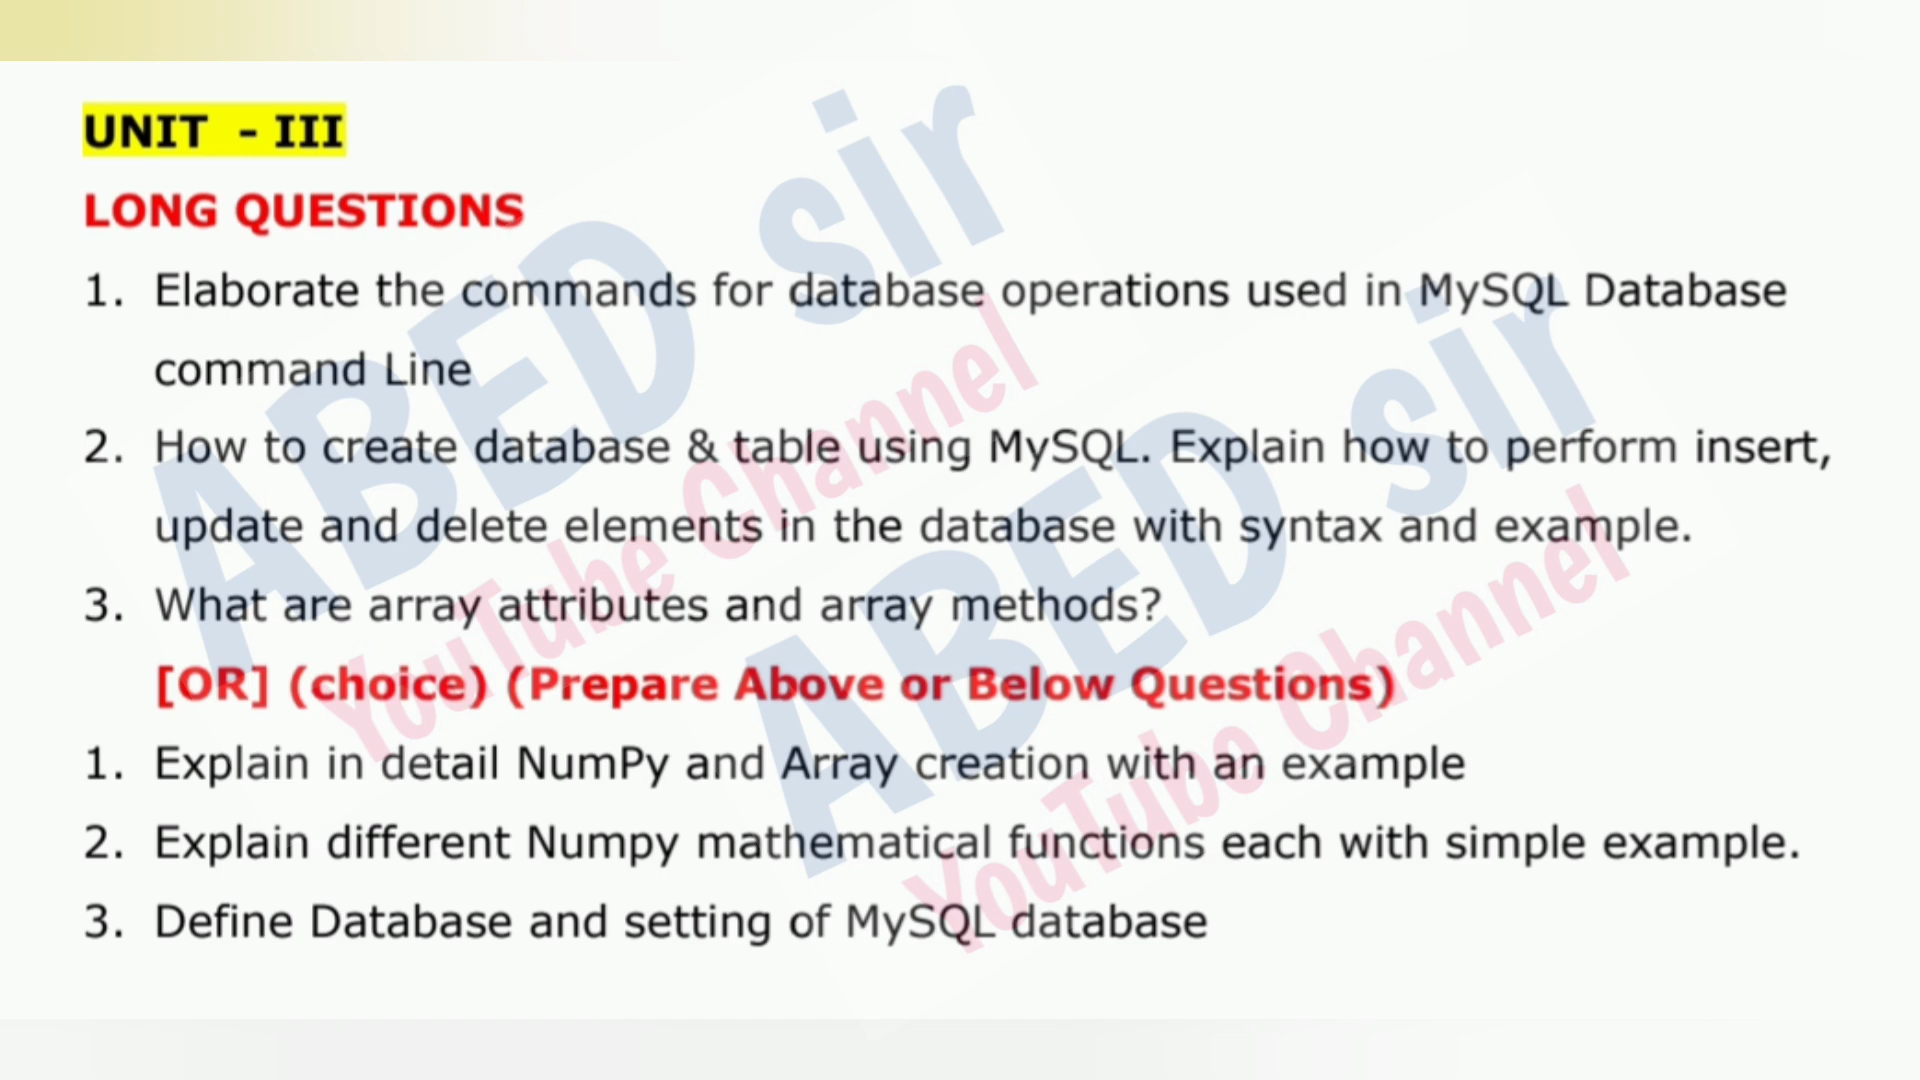 UNIT - III
LONG QUESTIONS
1. Elaborate the commands for database operations used in MySQL Database
command Line
2. How to create database & table using MySQL. Explain how to perform insert,
update and delete elements in the database with syntax and example.
3. What are array attributes and array methods?
[OR] (choice) (Prepare Above or Below Questions)
1. Explain in detail NumPy and Array creation with an example
2. Explain different Numpy mathematical functions each with simple example.
3. Define Database and setting of MySQL database
ABED sir
YouTube Channel
ABED sir
YouTube Channel